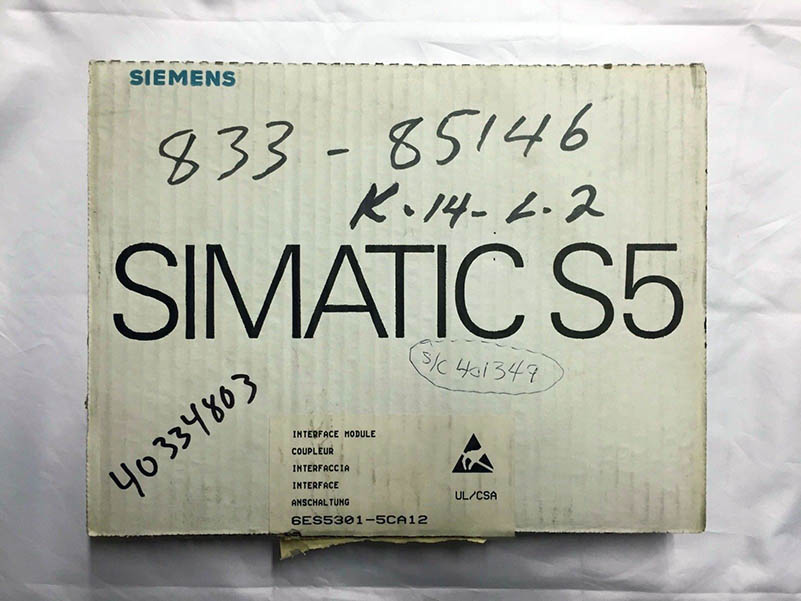 SIEMENS
833 - 85146
K.14-L.2
SIMATIC S5
S/C 401349
40334803
INTERFACE MODULE
COUPLEUR
INTERFACCIA
INTERFACE
ANSCHALTUNG
6ES5301-5CA12
UL/CSA